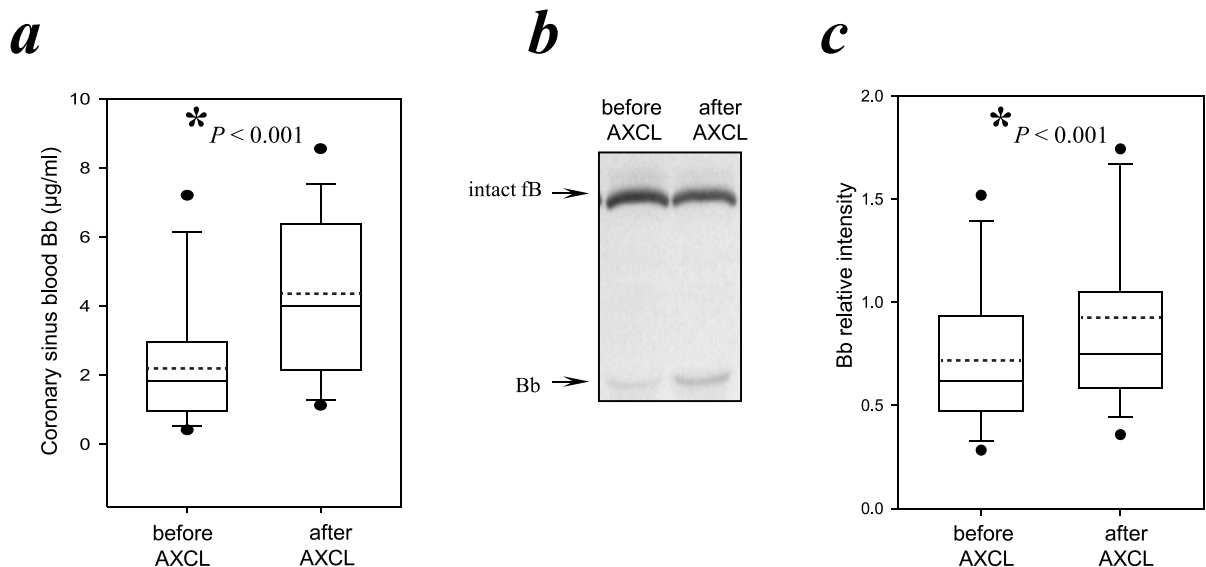 a
Coronary sinus blood Bb (µg/ml)
10
8
6
4
2
0
*
P < 0.001
before
AXCL
after
AXCL
b
before
AXCL
after
AXCL
intact fB
Bb
c
Bb relative intensity
2.0
1.5
1.0
0.5
0.0
*
P < 0.001
before
AXCL
after
AXCL